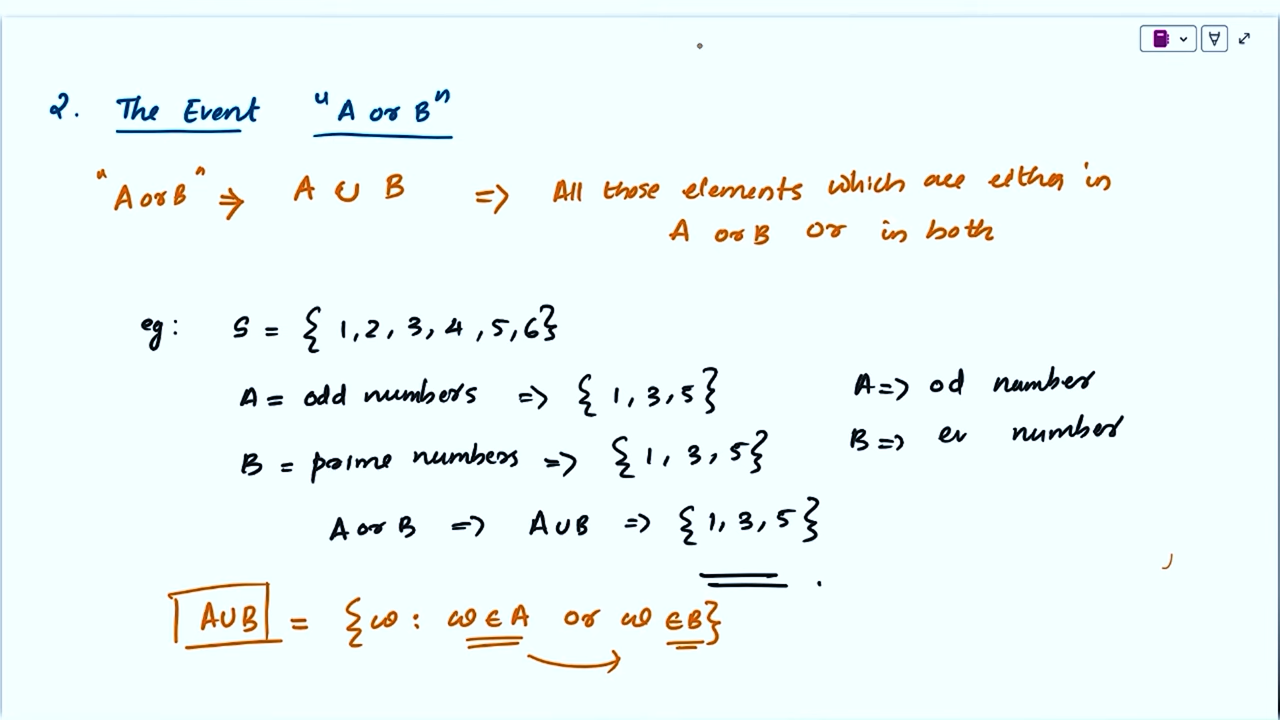 2. The Event "A or B"
"A or B" ⇒ A ∪ B ⇒ All those elements which are either in
A or B or in both
eg: S = { 1, 2, 3, 4, 5, 6}
A = odd numbers ⇒ { 1, 3, 5 }
A ⇒ od number
B = prime numbers ⇒ { 1, 3, 5 }
B ⇒ ev number
A or B ⇒ A ∪ B ⇒ { 1, 3, 5 }
A∪B = {ω : ω ∈ A or ω ∈ B}